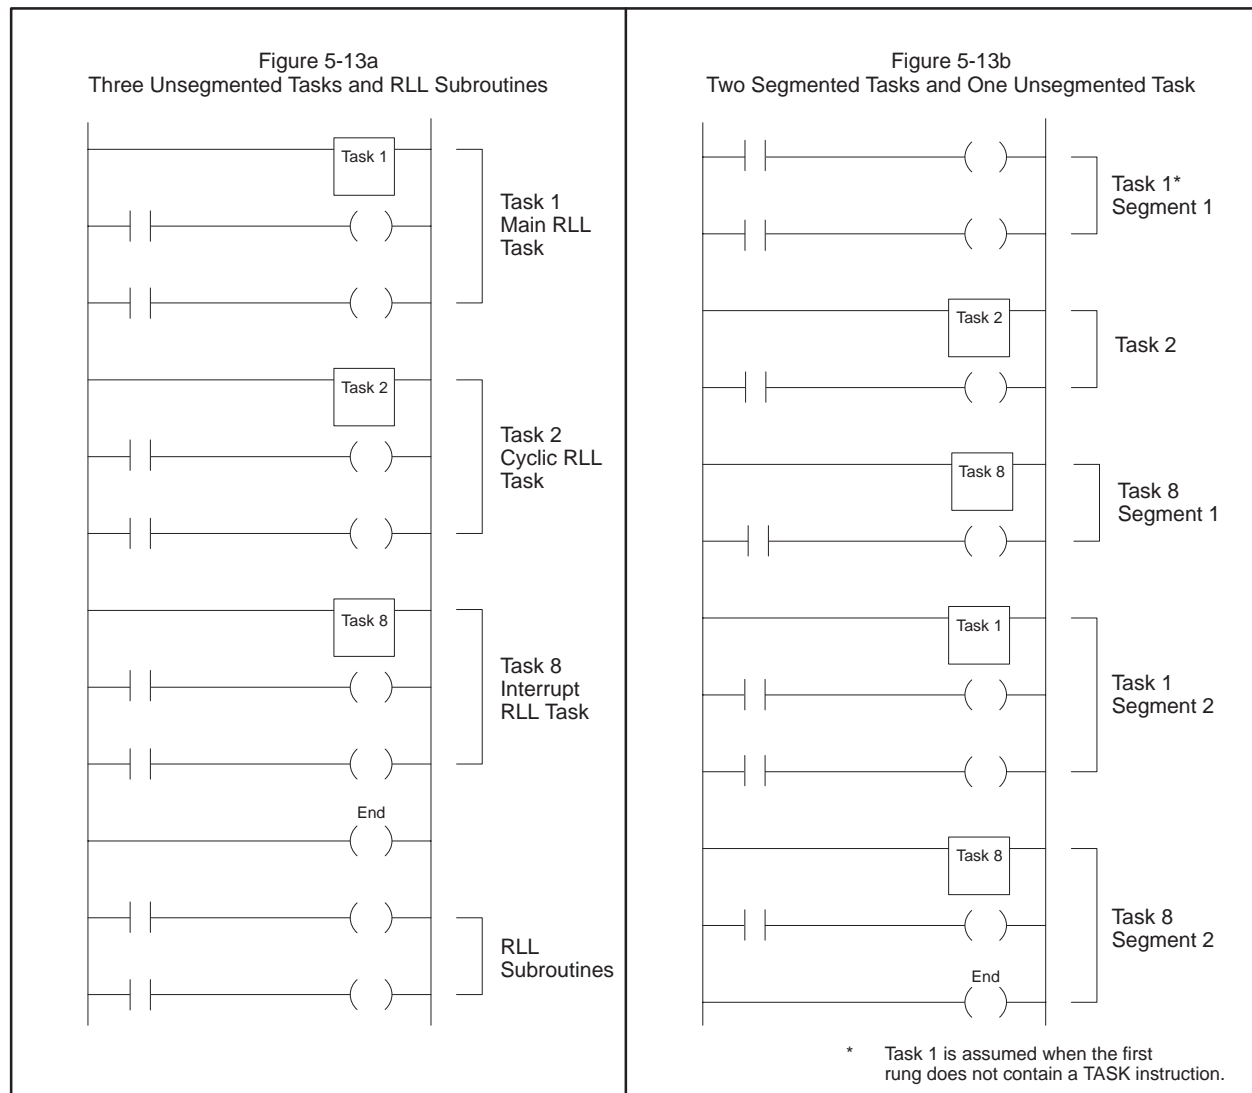 Figure 5-13a
Three Unsegmented Tasks and RLL Subroutines
Task 1
Task 1
Main RLL
Task
Task 2
Task 2
Cyclic RLL
Task
Task 8
Task 8
Interrupt
RLL Task
End
RLL
Subroutines
Figure 5-13b
Two Segmented Tasks and One Unsegmented Task
Task 1*
Segment 1
Task 2
Task 2
Task 8
Task 8
Segment 1
Task 1
Task 1
Segment 2
Task 8
Task 8
Segment 2
End
* Task 1 is assumed when the first
rung does not contain a TASK instruction.